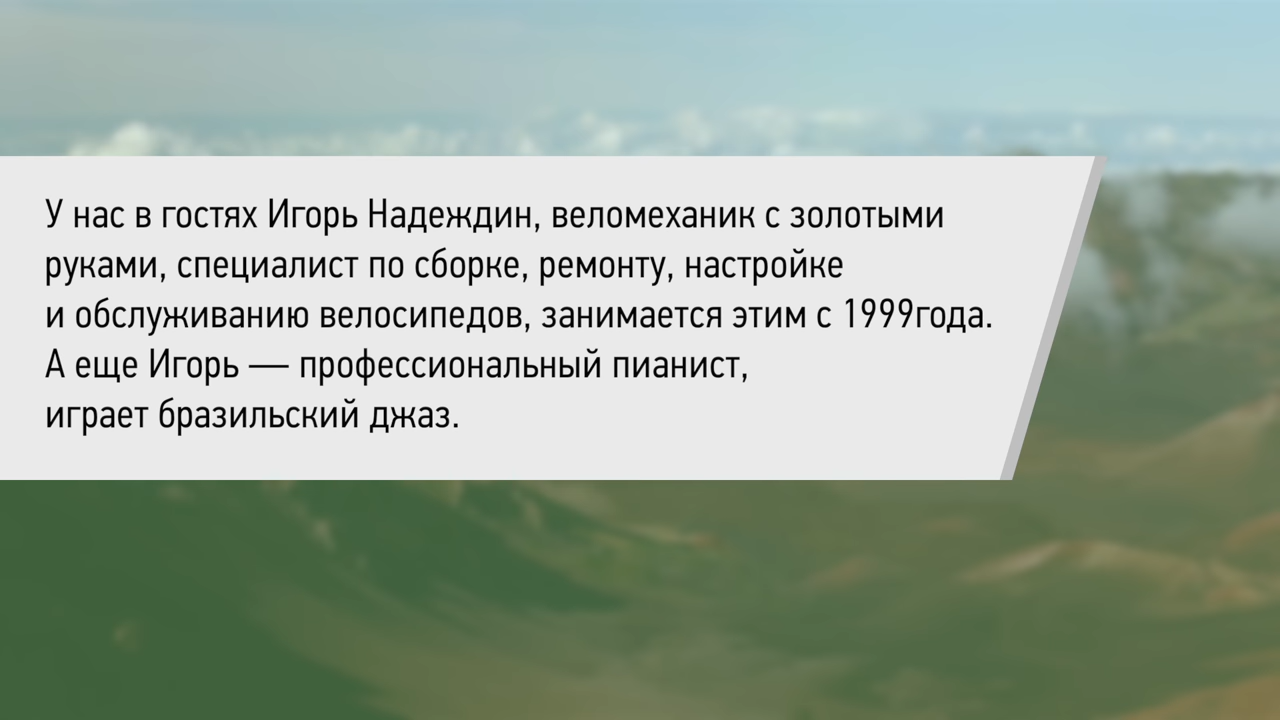 У нас в гостях Игорь Надеждин, веломеханик с золотыми
руками, специалист по сборке, ремонту, настройке
и обслуживанию велосипедов, занимается этим с 1999года.
А еще Игорь — профессиональный пианист,
играет бразильский джаз.